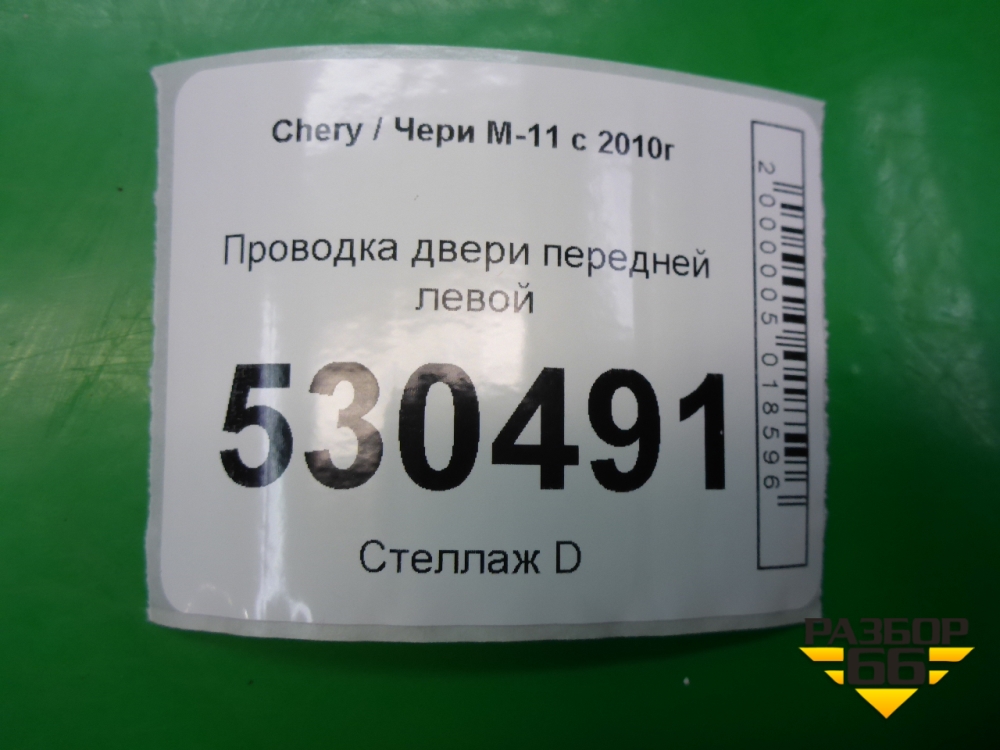 Chery / Чери М-11 с 2010г
Проводка двери передней
левой
530491
Стеллаж D
2000005018596
РАЗБОР
66